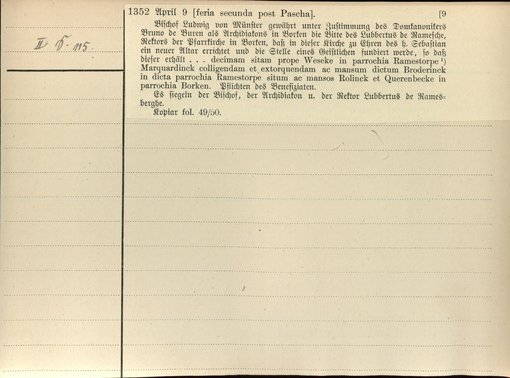 1352 April 9 [feria secunda post Pascha]. [9
II 115
Bischof Ludwig von Münster gewährt unter Zustimmung des Domkanonikers
Bruno de Buren als Archidiakons in Borken die Bitte des Lubbertus de Ramesche,
Rektors der Pfarrkirche in Borken, daß in dieser Kirche zu Ehren des h. Sebastian
ein neuer Altar errichtet und die Stelle eines Geistlichen fundiert werde, so daß
dieser erhält . . . decimam sitam prope Weseke in parrochia Ramestorpe ¹)
Marquardinck colligendam et extorquendam ac mansum dictum Broderinck
in dicta parrochia Ramestorpe situm ac mansos Rolinck et Querenbecke in
parrochia Borken. Pflichten des Benefiziaten.
Es siegeln der Bischof, der Archidiakon u. der Rektor Lubbertus de Rames-
berghe.
Kopiar fol. 49/50.